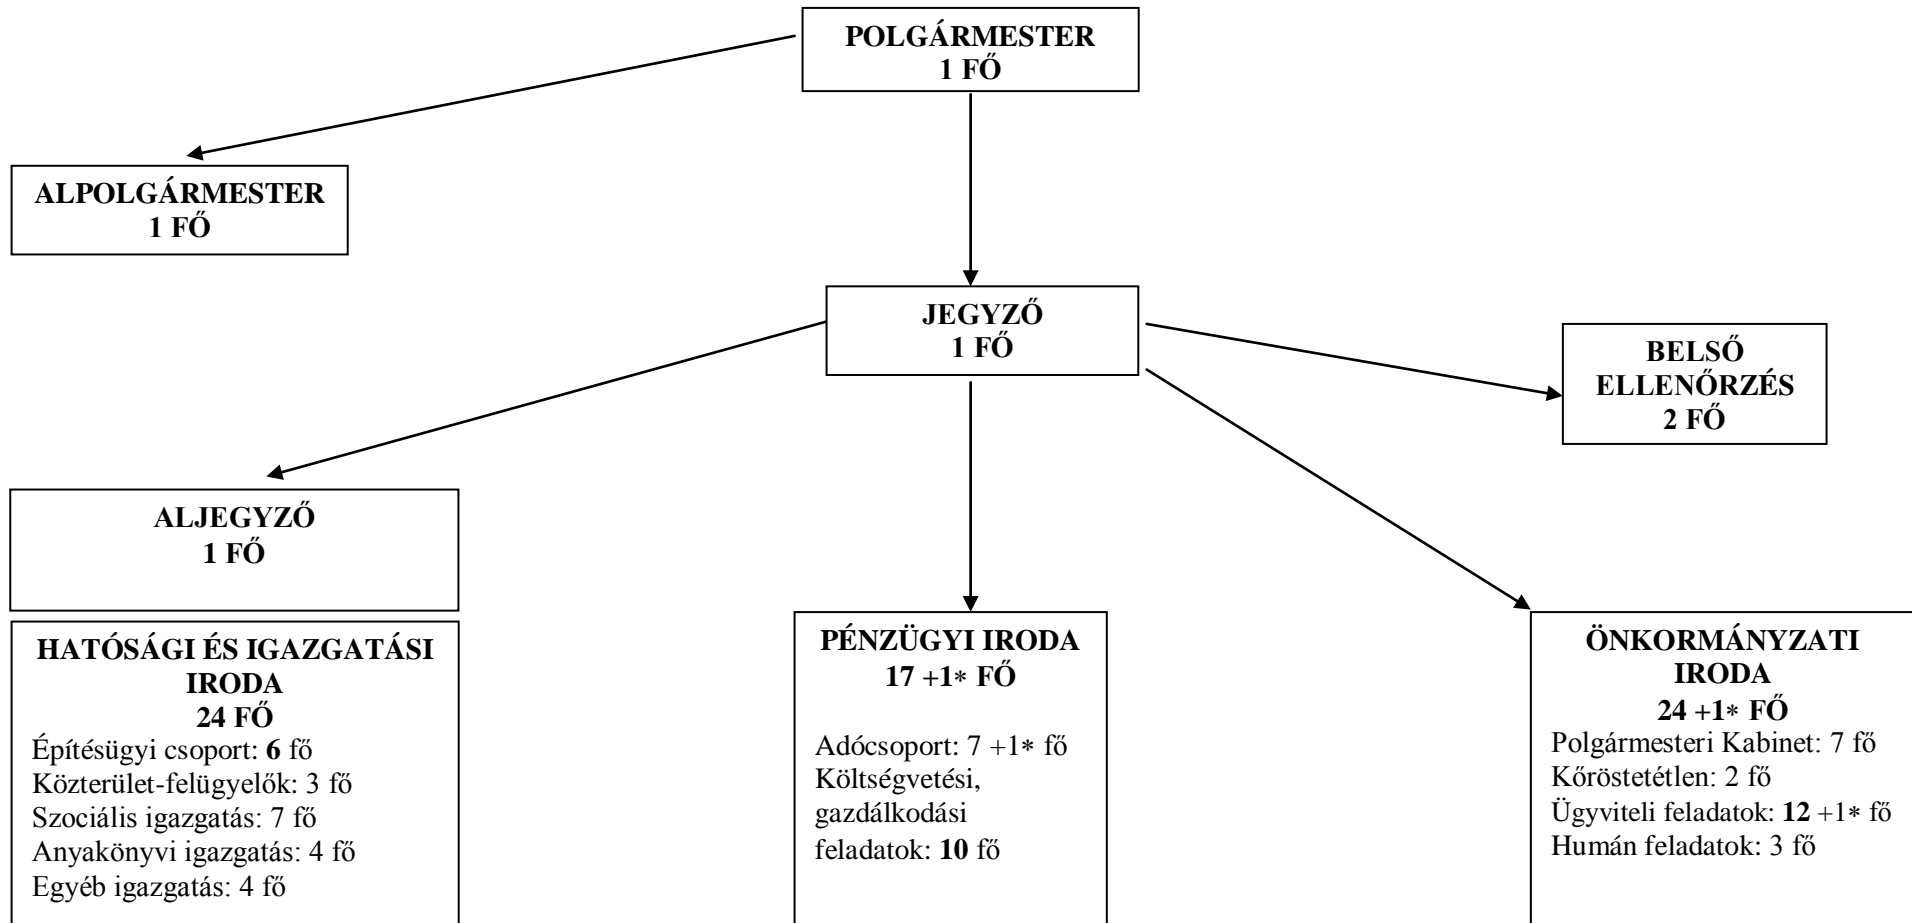 POLGÁRMESTER
1 FŐ
ALPOLGÁRMESTER
1 FŐ
JEGYZŐ
1 FŐ
BELSŐ
ELLENŐRZÉS
2 FŐ
ALJEGYZŐ
1 FŐ
HATÓSÁGI ÉS IGAZGATÁSI
IRODA
24 FŐ
Építésügyi csoport: 6 fő
Közterület-felügyelők: 3 fő
Szociális igazgatás: 7 fő
Anyakönyvi igazgatás: 4 fő
Egyéb igazgatás: 4 fő
PÉNZÜGYI IRODA
17 +1* FŐ
Adócsoport: 7 +1* fő
Költségvetési,
gazdálkodási
feladatok: 10 fő
ÖNKORMÁNYZATI
IRODA
24 +1* FŐ
Polgármesteri Kabinet: 7 fő
Kőröstetétlen: 2 fő
Ügyviteli feladatok: 12 +1* fő
Humán feladatok: 3 fő